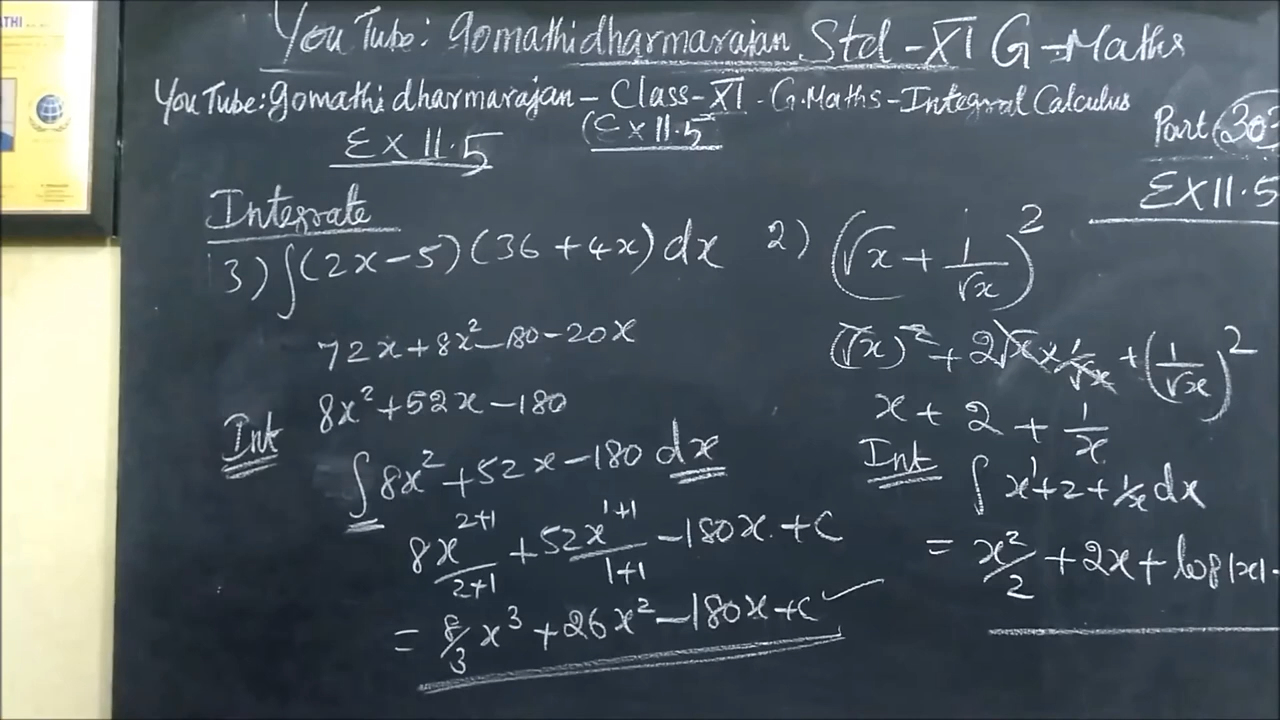 THI
YouTube: gomathidharmarajan Std-XI G-Maths
YouTube: gomathi dharmarajan - Class-XI - G.Maths - Integral Calculus
(Ex 11.5
Part 303
Ex 11.5
EX 11.5
Integrate
3) ∫(2x-5)(36+4x)dx
72x+8x²-180-20x
8x²+52x-180
Int
∫8x²+52x-180 dx
8x^(2+1)/(2+1) + 52x^(1+1)/(1+1) - 180x + C
= 8/3 x³ + 26x² - 180x + C ✓
2) (√x + 1/√x)²
(√x)² + 2√x × 1/√x + (1/√x)²
x + 2 + 1/x
Int
∫x¹+2+1/x dx
= x²/2 + 2x + log|x| -